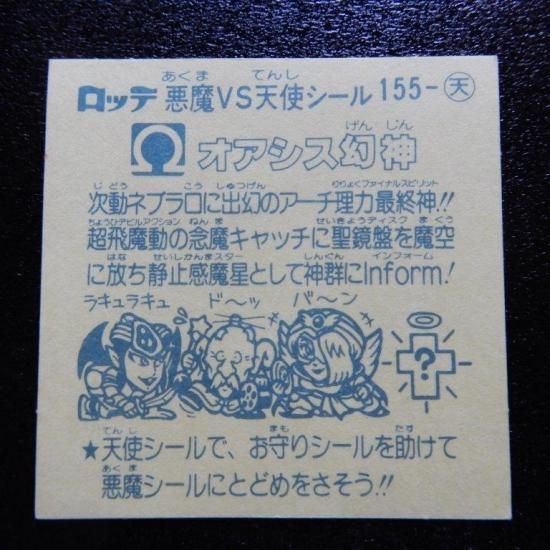 あくま てんし
ロッテ 悪魔VS天使シール 155-天
げん じん
Ω オアシス幻神
じ どう こう しゅつげん りりょくファイナルスピリット
次動ネブラ口に出幻のアーチ理力最終神!!
ちょうひデビルアクション ねんま せいきょうディスク まくう
超飛魔動の念魔キャッチに聖鏡盤を魔空
はな せいしかんまスター しんぐん インフォーム
に放ち静止感魔星として神群にInform!
ラキュラキュ ド〜ッ バ〜ン
?
てんし まも たす
★天使シールで、お守りシールを助けて
あくま
悪魔シールにとどめをさそう!!